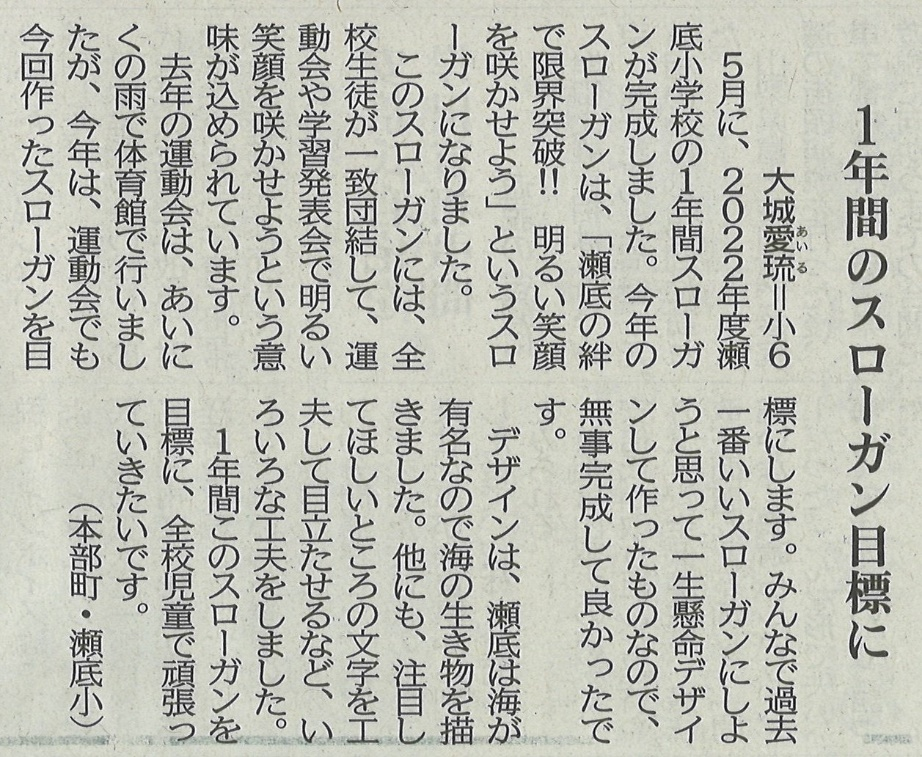 1年間のスローガン目標に
大城愛琉＝小6
あいる
5月に、2022年度瀬
底小学校の1年間スローガ
ンが完成しました。今年の
スローガンは、「瀬底の絆
で限界突破!!　明るい笑顔
を咲かせよう」というスロ
ーガンになりました。
このスローガンには、全
校生徒が一致団結して、運
動会や学習発表会で明るい
笑顔を咲かせようという意
味が込められています。
去年の運動会は、あいに
くの雨で体育館で行いまし
たが、今年は、運動会でも
今回作ったスローガンを目
標にします。みんなで過去
一番いいスローガンにしよ
うと思って一生懸命デザイ
ンして作ったものなので、
無事完成して良かったで
す。
デザインは、瀬底は海が
有名なので海の生き物を描
きました。他にも、注目し
てほしいところの文字を工
夫して目立たせるなど、い
ろいろな工夫をしました。
1年間このスローガンを
目標に、全校児童で頑張っ
ていきたいです。
（本部町・瀬底小）